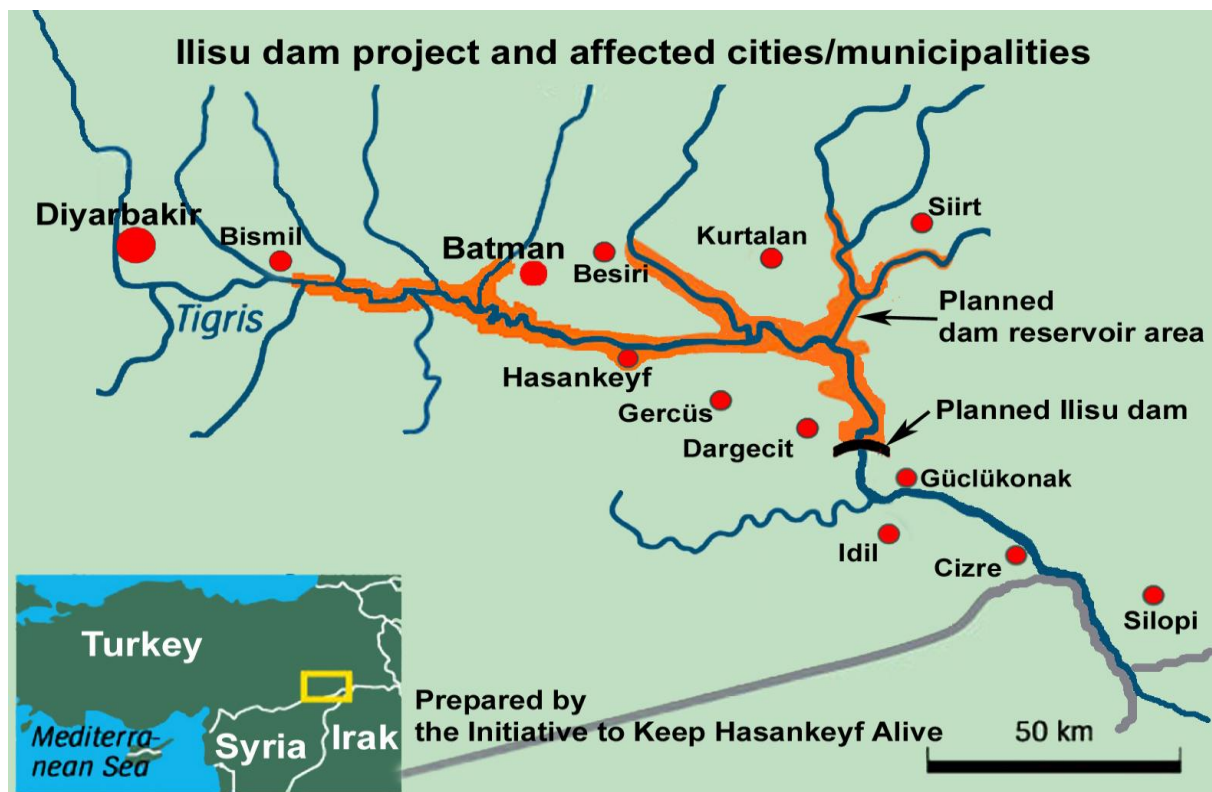 Ilisu dam project and affected cities/municipalities
Diyarbakir
Bismil
Batman
Besiri
Kurtalan
Siirt
Tigris
Planned
dam reservoir area
Hasankeyf
Gercüs
Dargecit
Planned Ilisu dam
Güclükonak
Idil
Cizre
Silopi
Turkey
Mediterra-
nean Sea
Syria
Irak
Prepared by
the Initiative to Keep Hasankeyf Alive
50 km